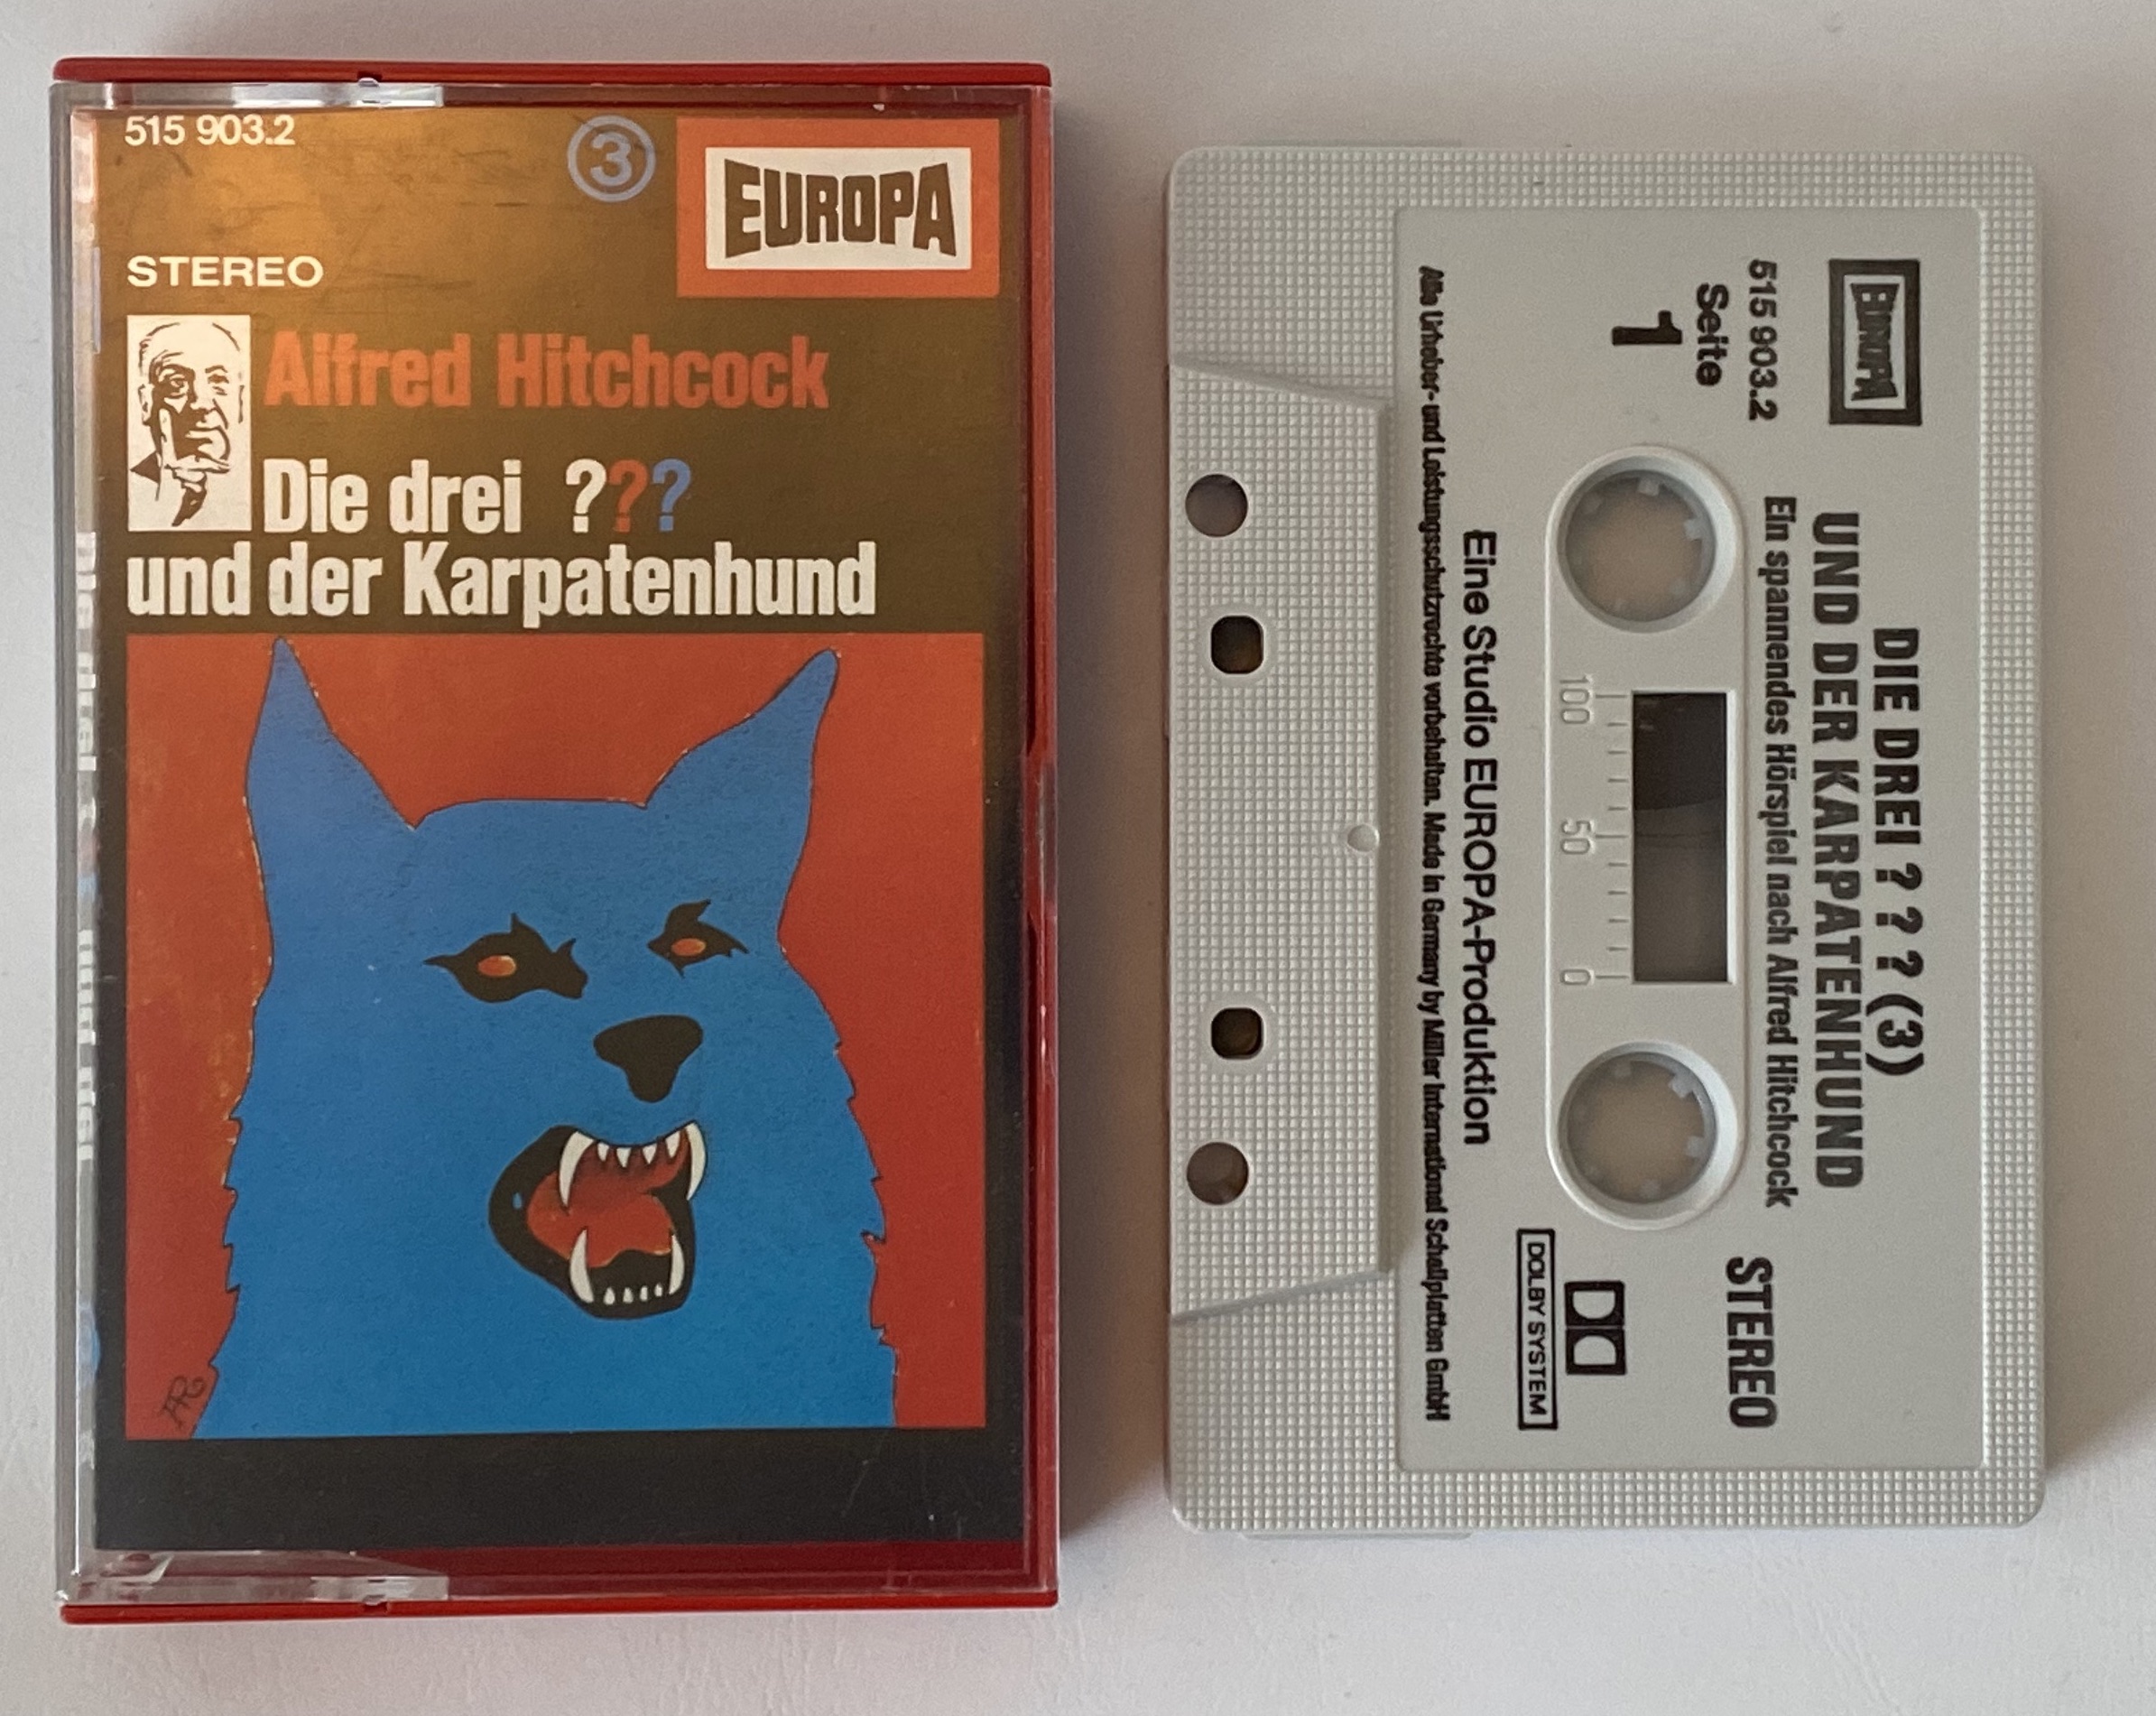 515 903.2
3
EUROPA
STEREO
Alfred Hitchcock
Die drei ???
und der Karpatenhund
AR
EUROPA
515 903.2
Seite
1
DIE DREI ? ? ? (3)
UND DER KARPATENHUND
Ein spannendes Hörspiel nach Alfred Hitchcock
STEREO
100 50 0
DOLBY SYSTEM
Eine Studio EUROPA-Produktion
Alle Urheber- und Leistungsschutzrechte vorbehalten. Made in Germany by Miller International Schallplatten GmbH